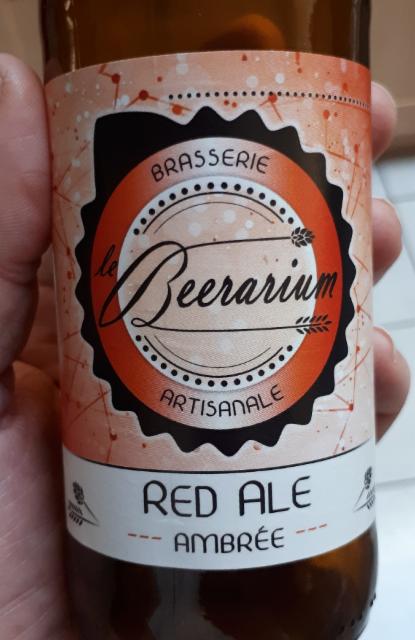 BRASSERIE
le Beerarium
ARTISANALE
RED ALE
--- AMBRÉE ---